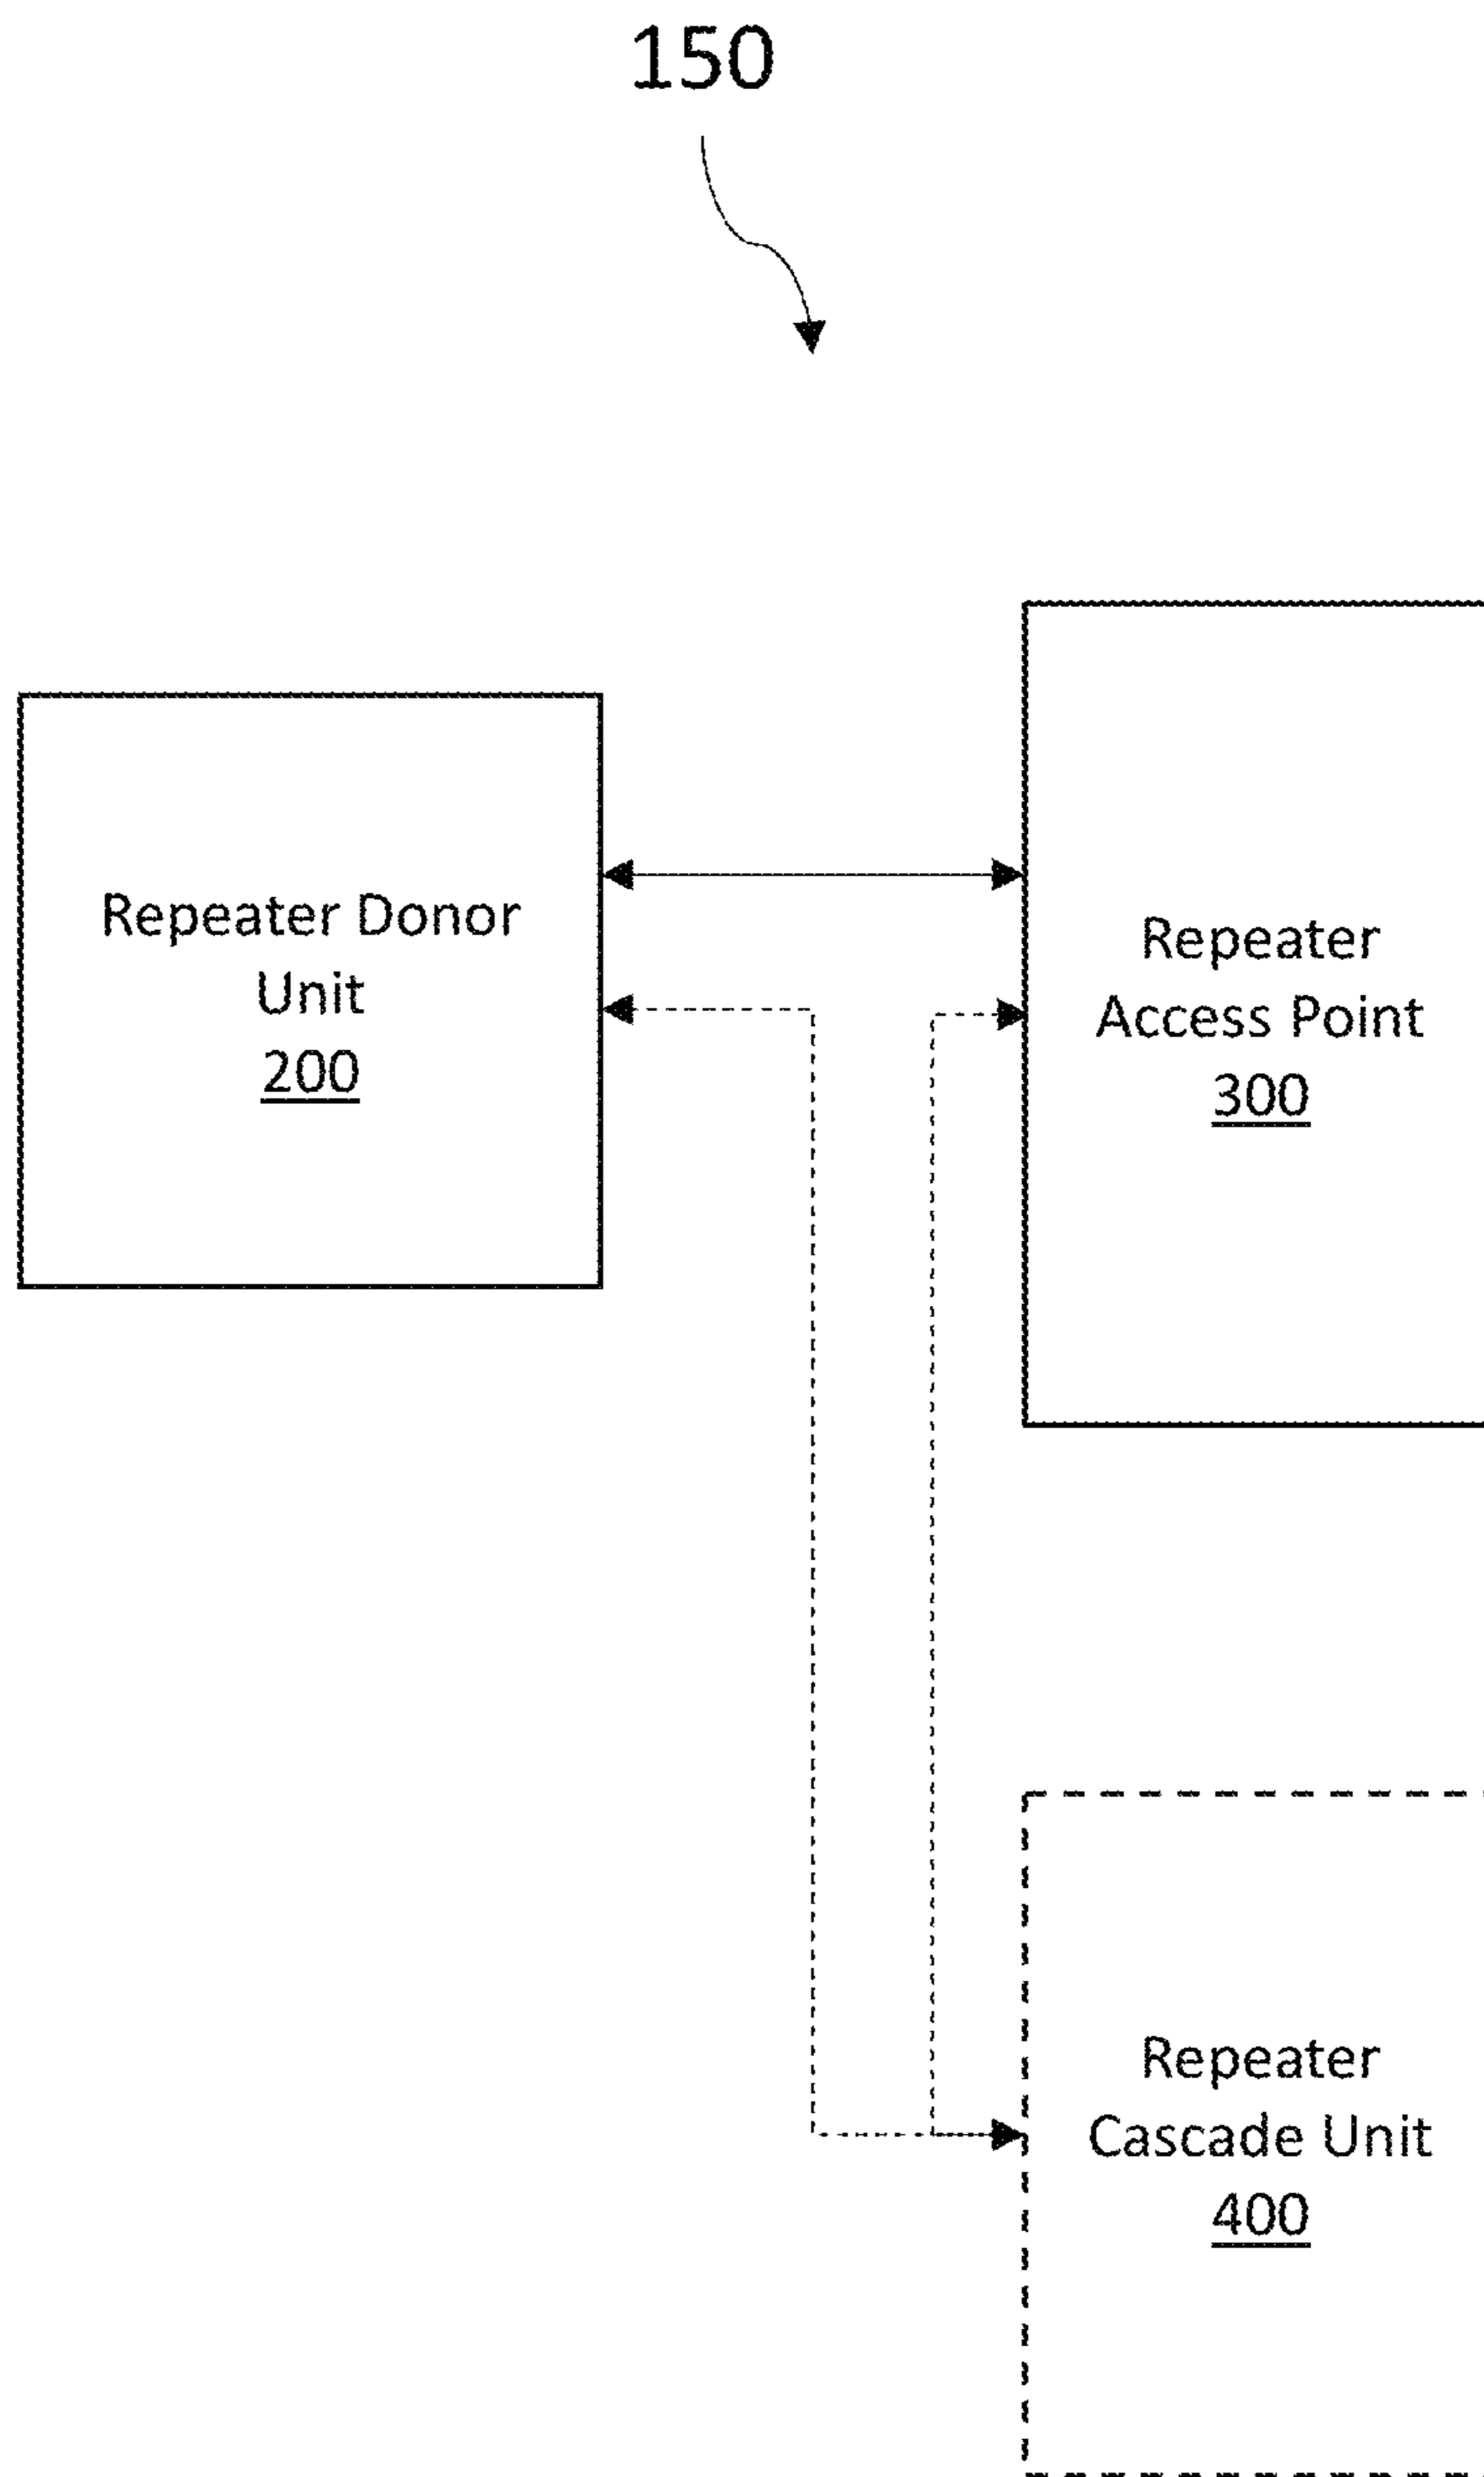 150
Repeater Donor
Unit
200
Repeater
Access Point
300
Repeater
Cascade Unit
400